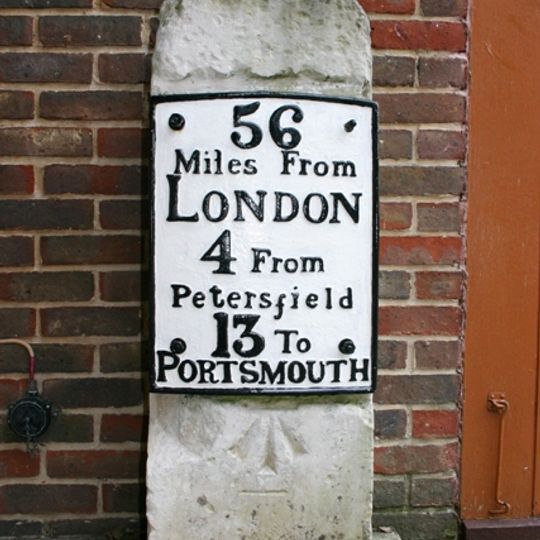 56
Miles From
LONDON
4 From
Petersfield
13 To
PORTSMOUTH